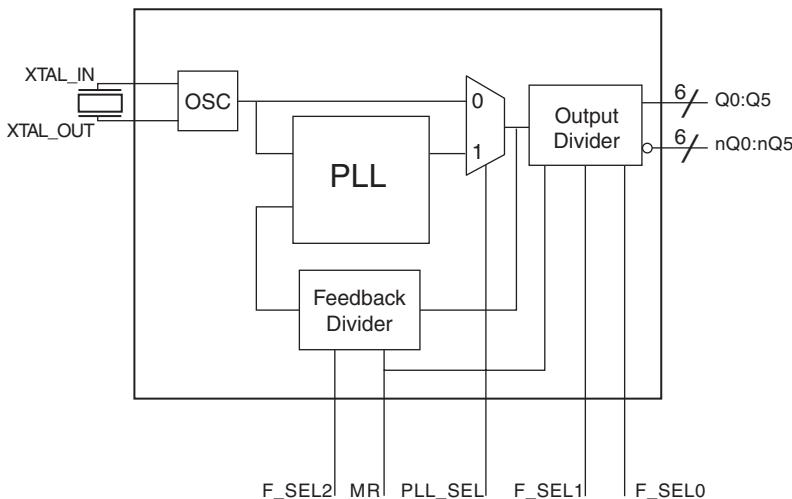 XTAL_IN
OSC
XTAL_OUT
0
1
PLL
Output
Divider
6
Q0:Q5
6
nQ0:nQ5
Feedback
Divider
F_SEL2 MR PLL_SEL F_SEL1 F_SEL0